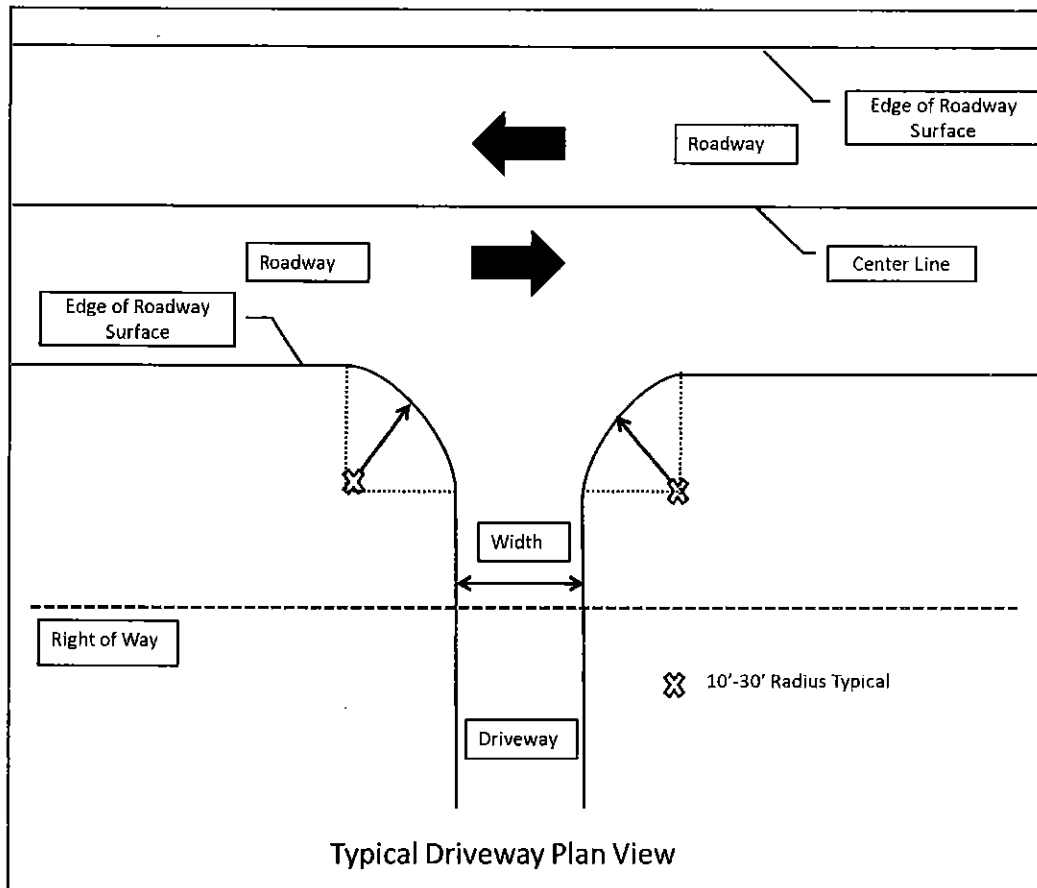 Edge of Roadway
Surface
Roadway
Roadway
Center Line
Edge of Roadway
Surface
Width
Right of Way
10'-30' Radius Typical
Driveway
Typical Driveway Plan View